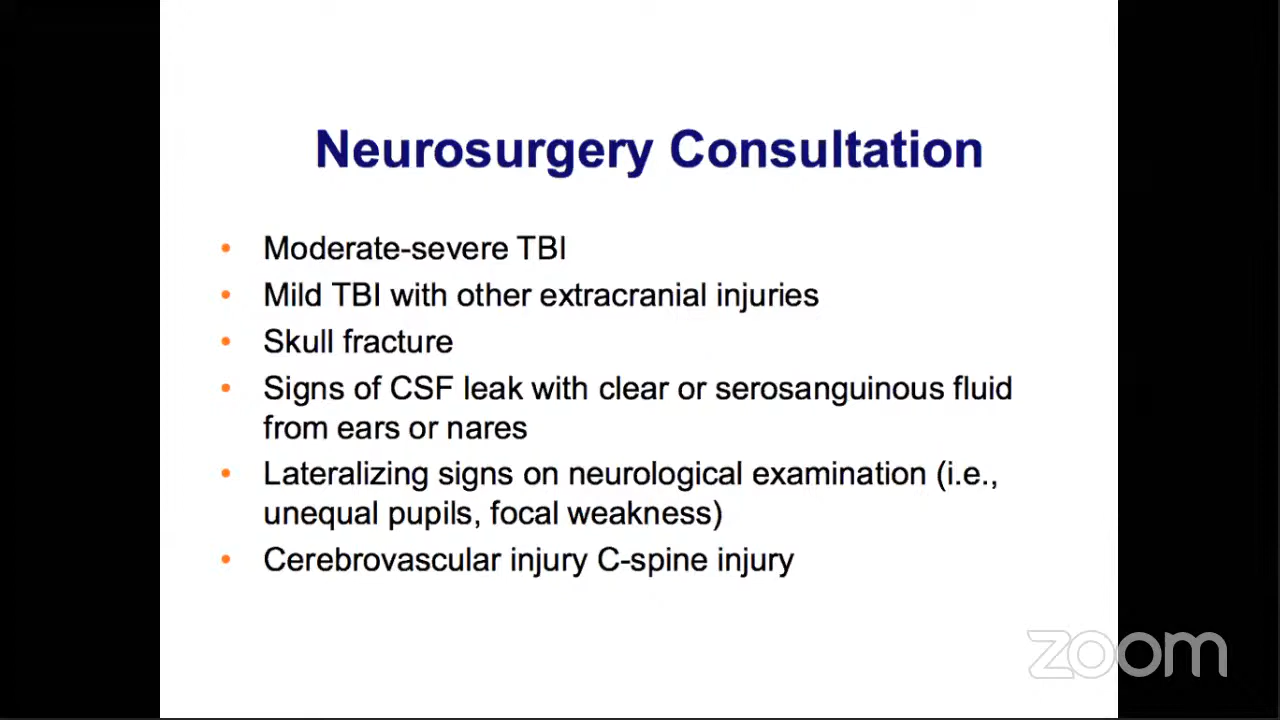 Neurosurgery Consultation
• Moderate-severe TBI
• Mild TBI with other extracranial injuries
• Skull fracture
• Signs of CSF leak with clear or serosanguinous fluid
from ears or nares
• Lateralizing signs on neurological examination (i.e.,
unequal pupils, focal weakness)
• Cerebrovascular injury C-spine injury
zoom